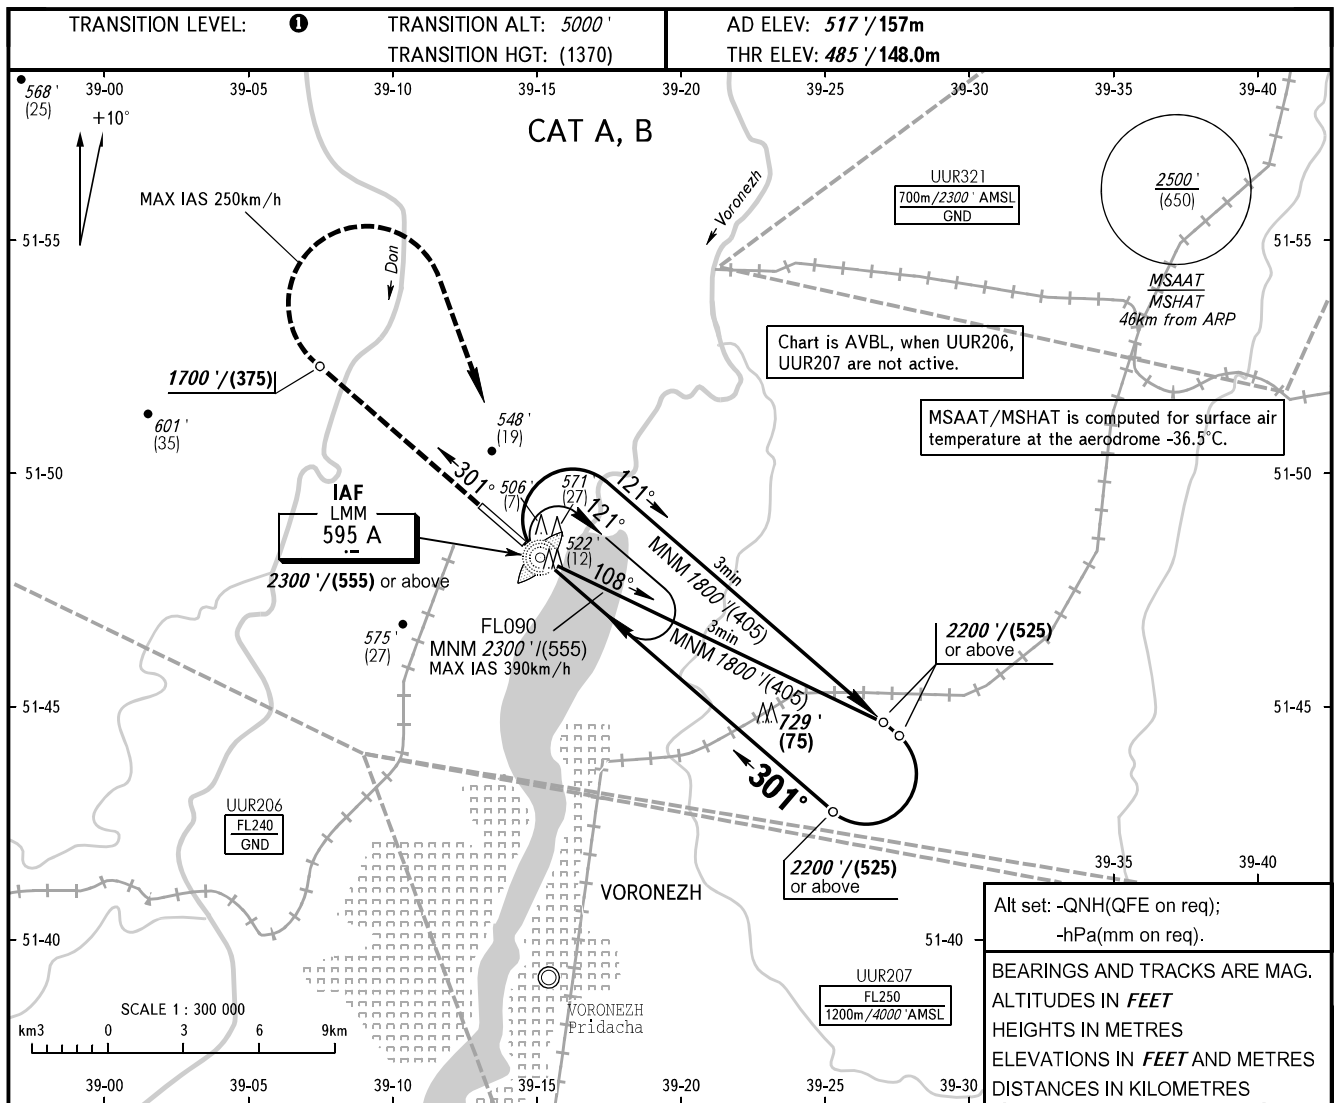 TRANSITION LEVEL: 1 TRANSITION ALT: 5000 ' AD ELEV: 517 '/157m
TRANSITION HGT: (1370) THR ELEV: 485 '/148.0m
39-00 39-05 39-10 39-15 39-20 39-25 39-30 39-35 39-40
568 '
(25)
+10°
CAT A, B
MAX IAS 250km/h
Voronezh
UUR321
700m/2300 ' AMSL
GND
2500 '
(650)
51-55
51-55
Don
MSAAT
MSHAT
46km from ARP
Chart is AVBL, when UUR206,
UUR207 are not active.
1700 '/(375)
601 '
(35)
548 '
(19)
MSAAT/MSHAT is computed for surface air
temperature at the aerodrome -36.5°C.
51-50
51-50
301°
506 '
(7)
571 '
(27)
121°
121°
IAF
LMM
595 A
2300 '/(555) or above
522 '
(12)
108°
3min
MNM 1800 '/(405)
3min
MNM 1800 '/(405)
FL090
MNM 2300 '/(555)
MAX IAS 390km/h
575 '
(27)
2200 '/(525)
or above
51-45
51-45
729 '
(75)
301°
UUR206
FL240
GND
2200 '/(525)
or above
39-35 39-40
VORONEZH
Alt set: -QNH(QFE on req);
-hPa(mm on req).
51-40
51-40
BEARINGS AND TRACKS ARE MAG.
ALTITUDES IN FEET
HEIGHTS IN METRES
ELEVATIONS IN FEET AND METRES
DISTANCES IN KILOMETRES
UUR207
FL250
1200m/4000 'AMSL
VORONEZH
Pridacha
SCALE 1 : 300 000
km3 0 3 6 9km
39-00 39-05 39-10 39-15 39-20 39-25 39-30